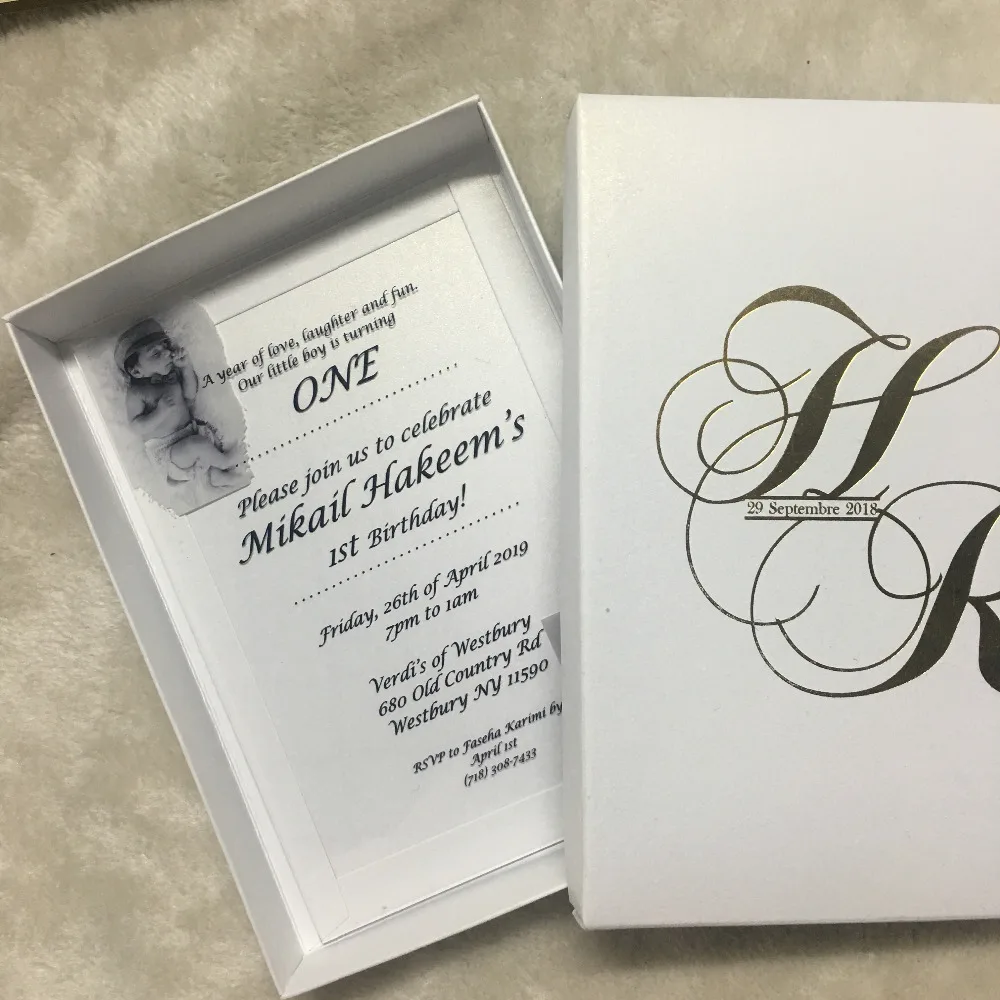 A year of love, laughter and fun.
Our little boy is turning
ONE
Please join us to celebrate
Mikail Hakeem's
1st Birthday!
Friday, 26th of April 2019
7pm to 1am
Verdi's of Westbury
680 Old Country Rd
Westbury NY 11590
RSVP to Faseha Karimi by
April 1st
(718) 308-7433
H
29 Septembre 2018
K